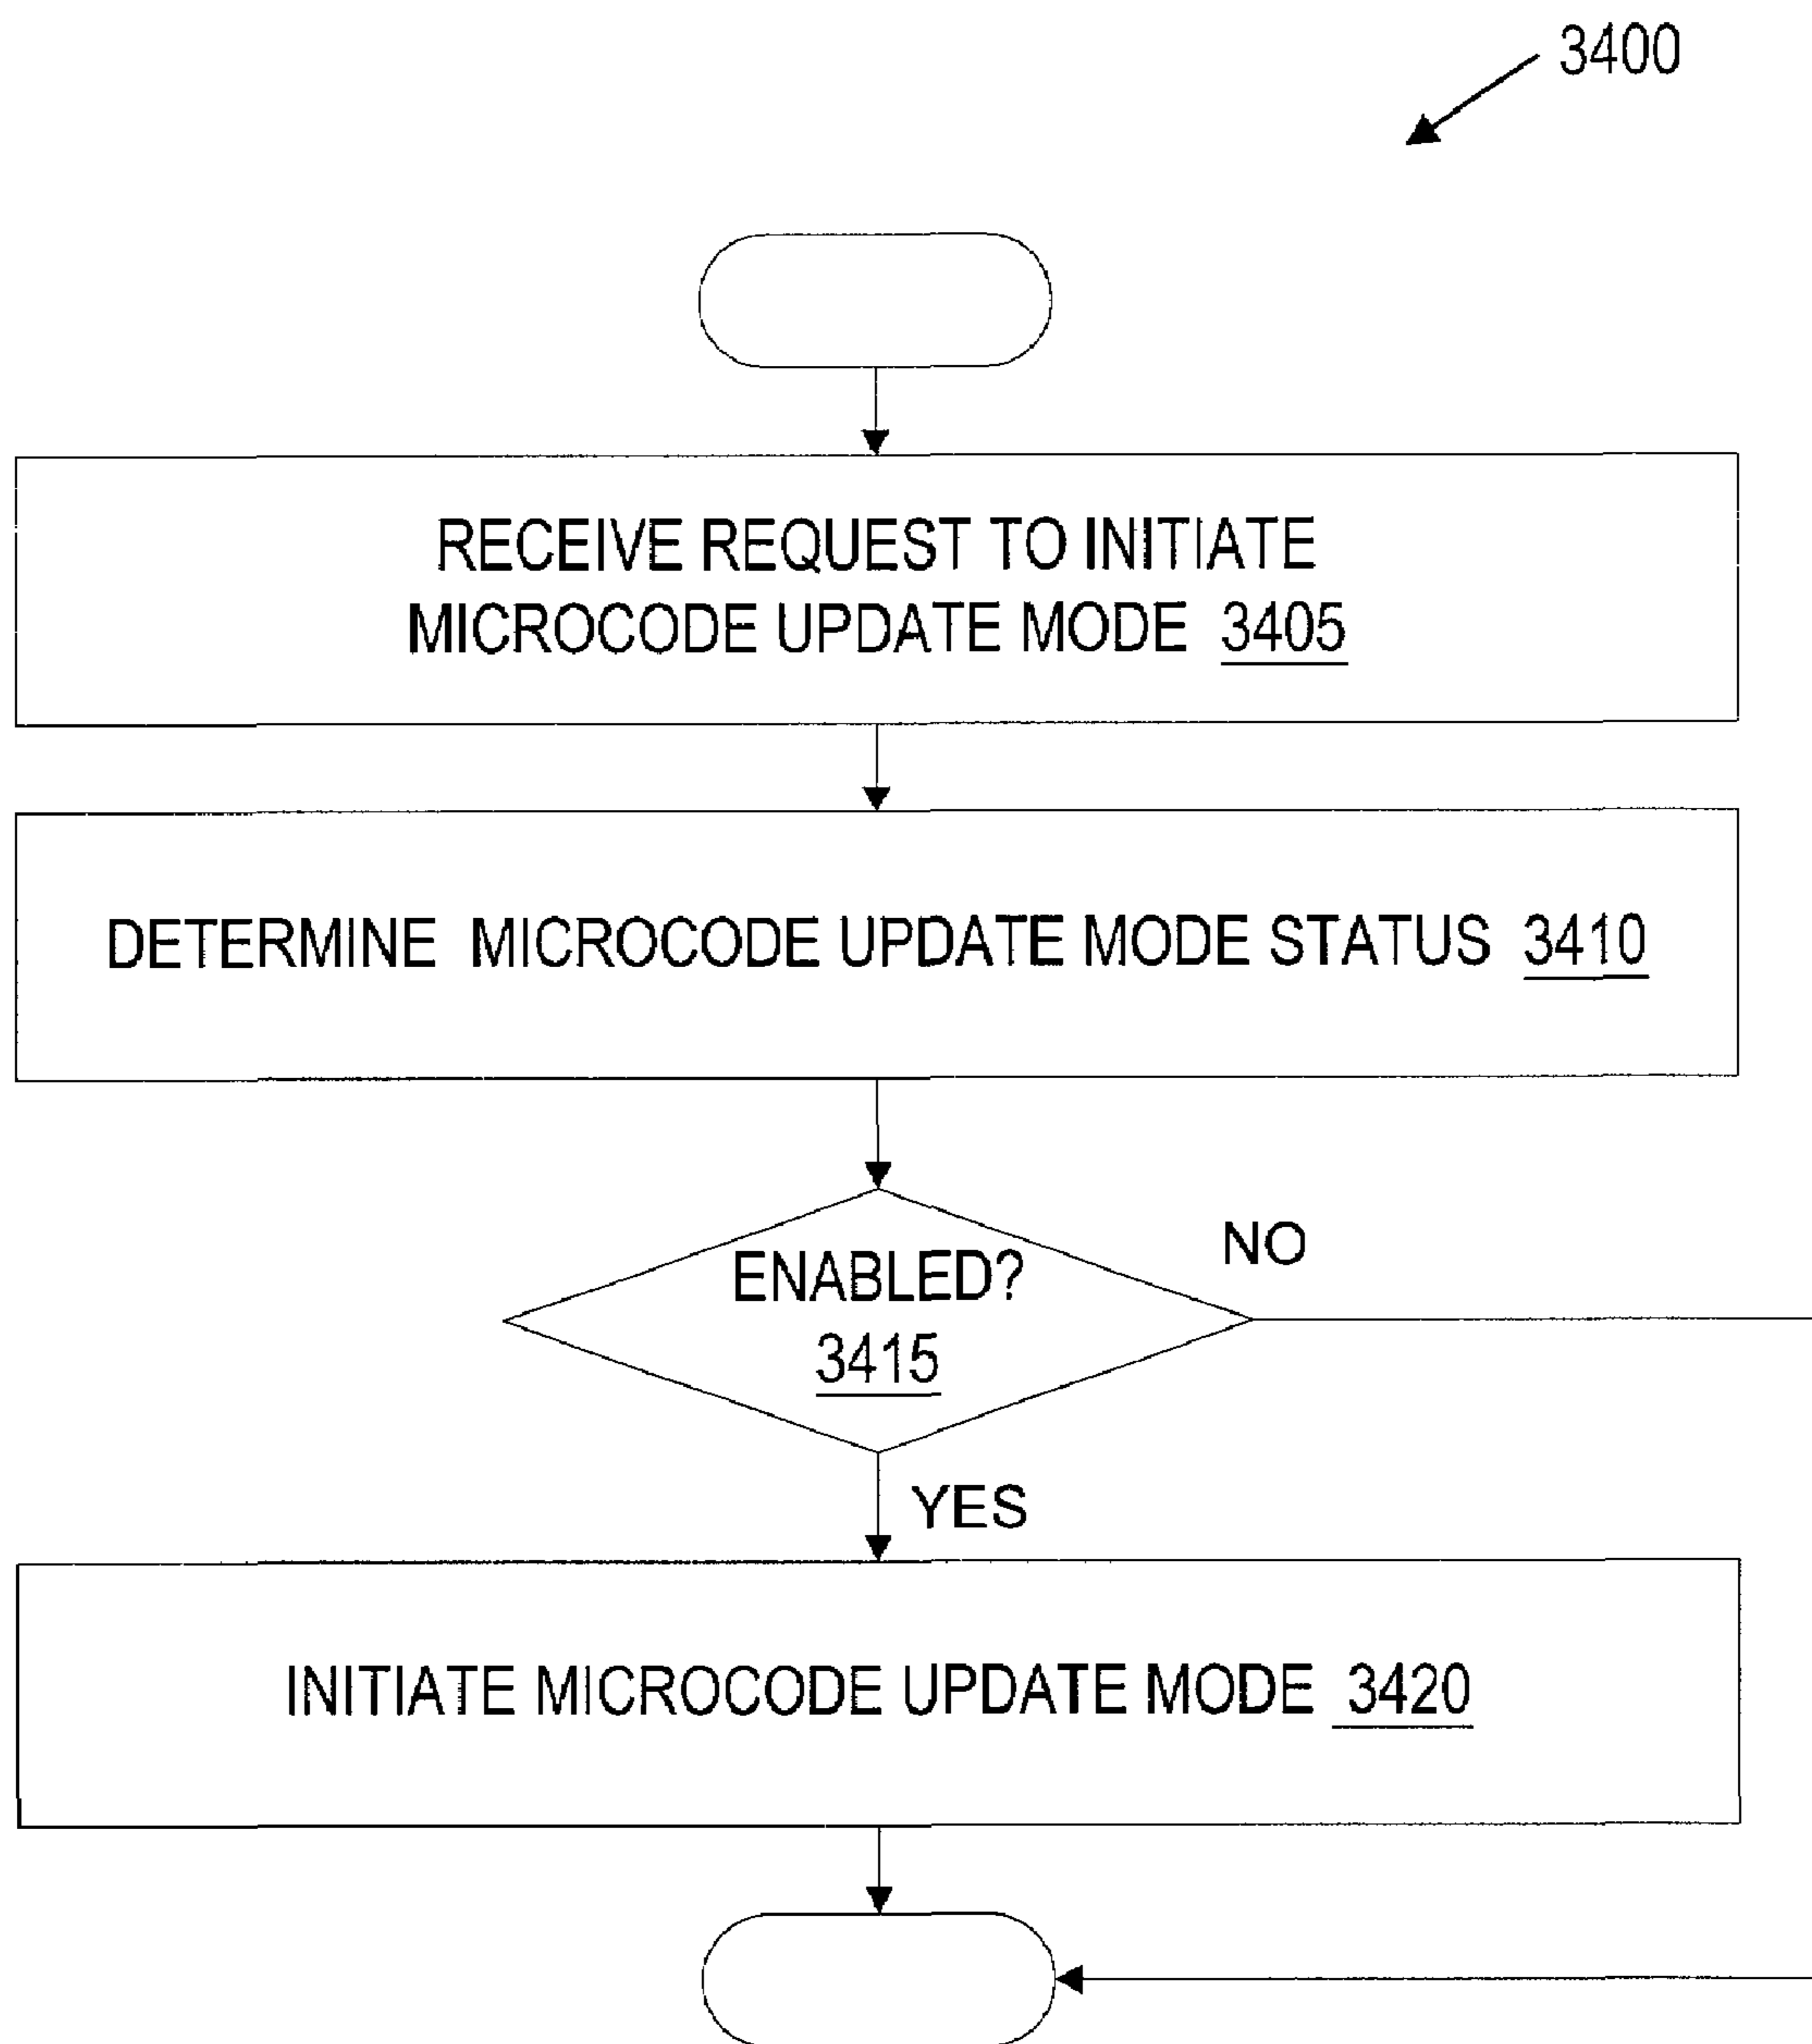 3400
RECEIVE REQUEST TO INITIATE
MICROCODE UPDATE MODE 3405
DETERMINE MICROCODE UPDATE MODE STATUS 3410
ENABLED?
3415
NO
YES
INITIATE MICROCODE UPDATE MODE 3420